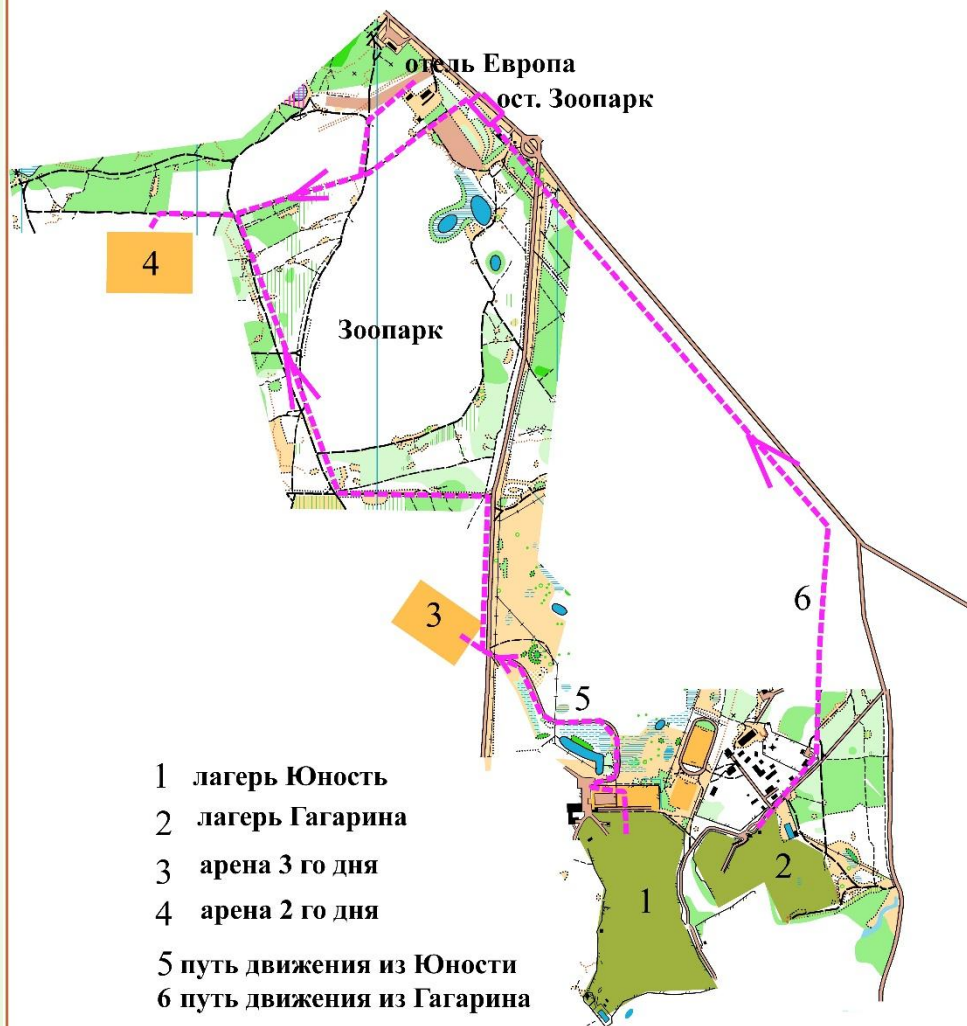 отель Европа
ост. Зоопарк
4
Зоопарк
3
6
5
1 лагерь Юность
2 лагерь Гагарина
3 арена 3 го дня
4 арена 2 го дня
5 путь движения из Юности
6 путь движения из Гагарина
2
1